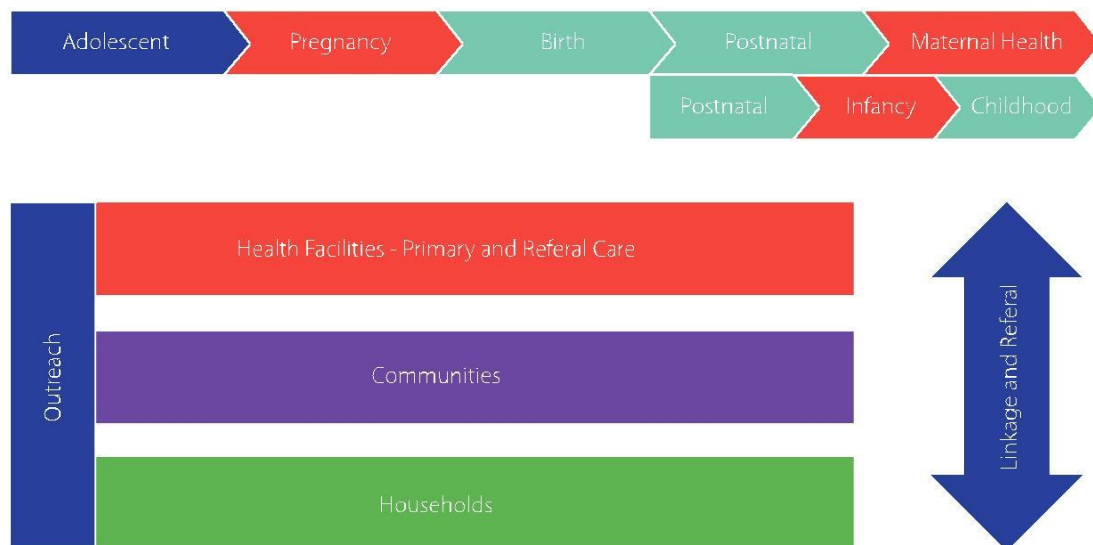 Adolescent
Pregnancy
Birth
Postnatal
Maternal Health
Postnatal
Infancy
Childhood
Outreach
Health Facilities - Primary and Referal Care
Communities
Households
Linkage and Referal